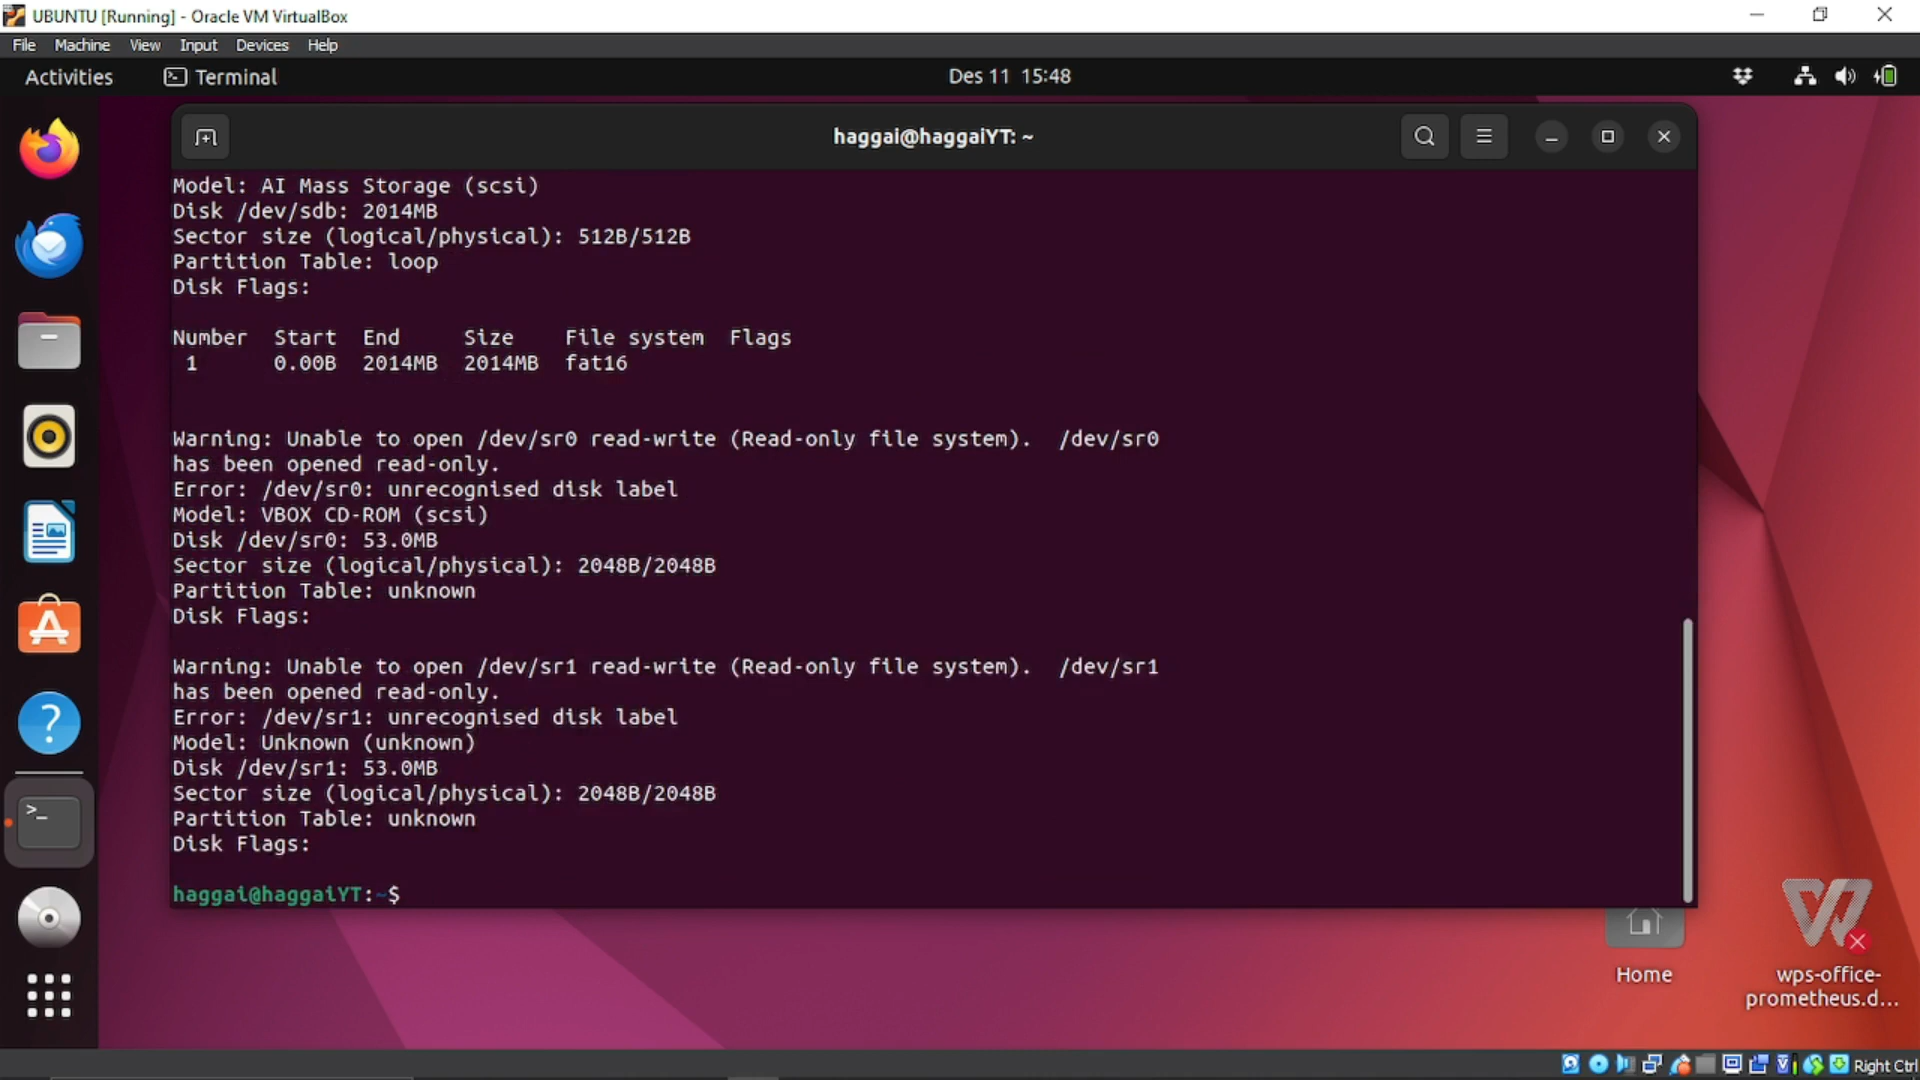 UBUNTU [Running] - Oracle VM VirtualBox
File Machine View Input Devices Help
Activities Terminal Des 11 15:48
haggai@haggaiYT: ~
Model: AI Mass Storage (scsi)
Disk /dev/sdb: 2014MB
Sector size (logical/physical): 512B/512B
Partition Table: loop
Disk Flags:
Number Start End Size File system Flags
1 0.00B 2014MB 2014MB fat16
Warning: Unable to open /dev/sr0 read-write (Read-only file system). /dev/sr0
has been opened read-only.
Error: /dev/sr0: unrecognised disk label
Model: VBOX CD-ROM (scsi)
Disk /dev/sr0: 53.0MB
Sector size (logical/physical): 2048B/2048B
Partition Table: unknown
Disk Flags:
Warning: Unable to open /dev/sr1 read-write (Read-only file system). /dev/sr1
has been opened read-only.
Error: /dev/sr1: unrecognised disk label
Model: Unknown (unknown)
Disk /dev/sr1: 53.0MB
Sector size (logical/physical): 2048B/2048B
Partition Table: unknown
Disk Flags:
haggai@haggaiYT:~$
Home
wps-office-
prometheus.d...
Right Ctrl